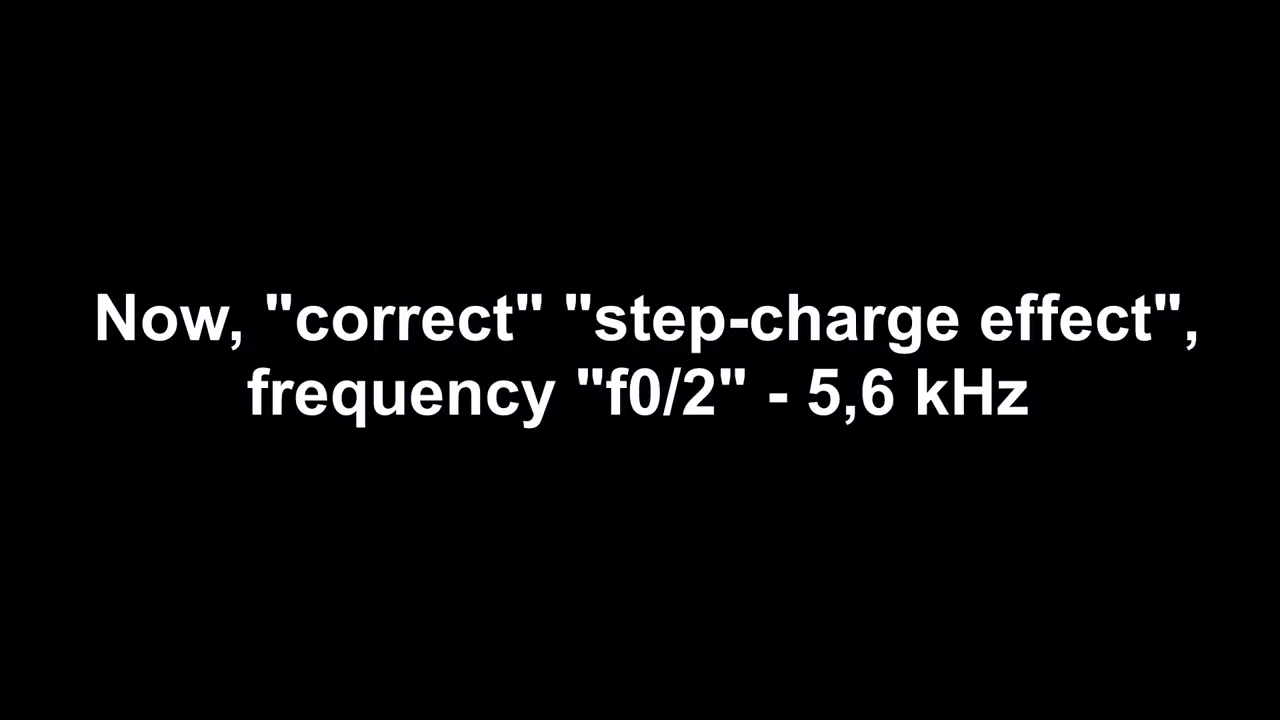 Now, "correct" "step-charge effect",
frequency "f0/2" - 5,6 kHz